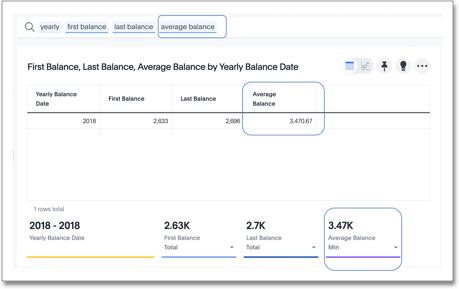 yearly first balance last balance average balance
First Balance, Last Balance, Average Balance by Yearly Balance Date
Yearly Balance Date First Balance Last Balance Average Balance
2018 2,633 2,696 3,470.67
1 rows total
2018 - 2018 2.63K 2.7K 3.47K
Yearly Balance Date First Balance Last Balance Average Balance
Total Total Min